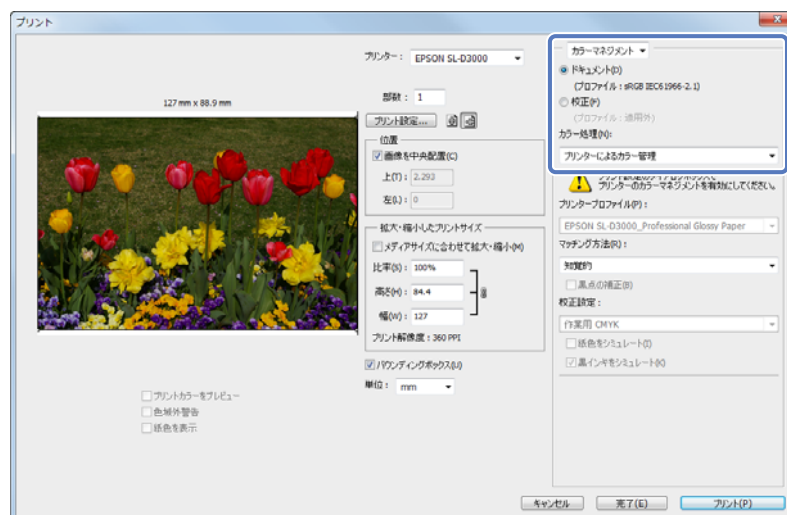 プリント
127 mm x 88.9 mm
プリントカラーをプレビュー
色域外警告
紙色を表示
プリンター： EPSON SL-D3000
部数： 1
プリント設定...
位置
画像を中央配置(C)
上(T)： 2.293
左(L)： 0
拡大・縮小したプリントサイズ
メディアサイズに合わせて拡大・縮小(M)
比率(S)： 100%
高さ(H)： 84.4
幅(W)： 127
プリント解像度：360 PPI
バウンディングボックス(U)
単位： mm
カラーマネジメント
ドキュメント(D)
(プロファイル：sRGB IEC61966-2.1)
校正(F)
(プロファイル：適用外)
カラー処理(N):
プリンターによるカラー管理
プリンターのカラーマネジメントを有効にしてください。
プリンタープロファイル(P)：
EPSON SL-D3000_Professional Glossy Paper
マッチング方法(R)：
知覚的
黒点の補正(B)
校正設定：
作業用 CMYK
紙色をシミュレート(I)
黒インキをシミュレート(K)
キャンセル
完了(E)
プリント(P)